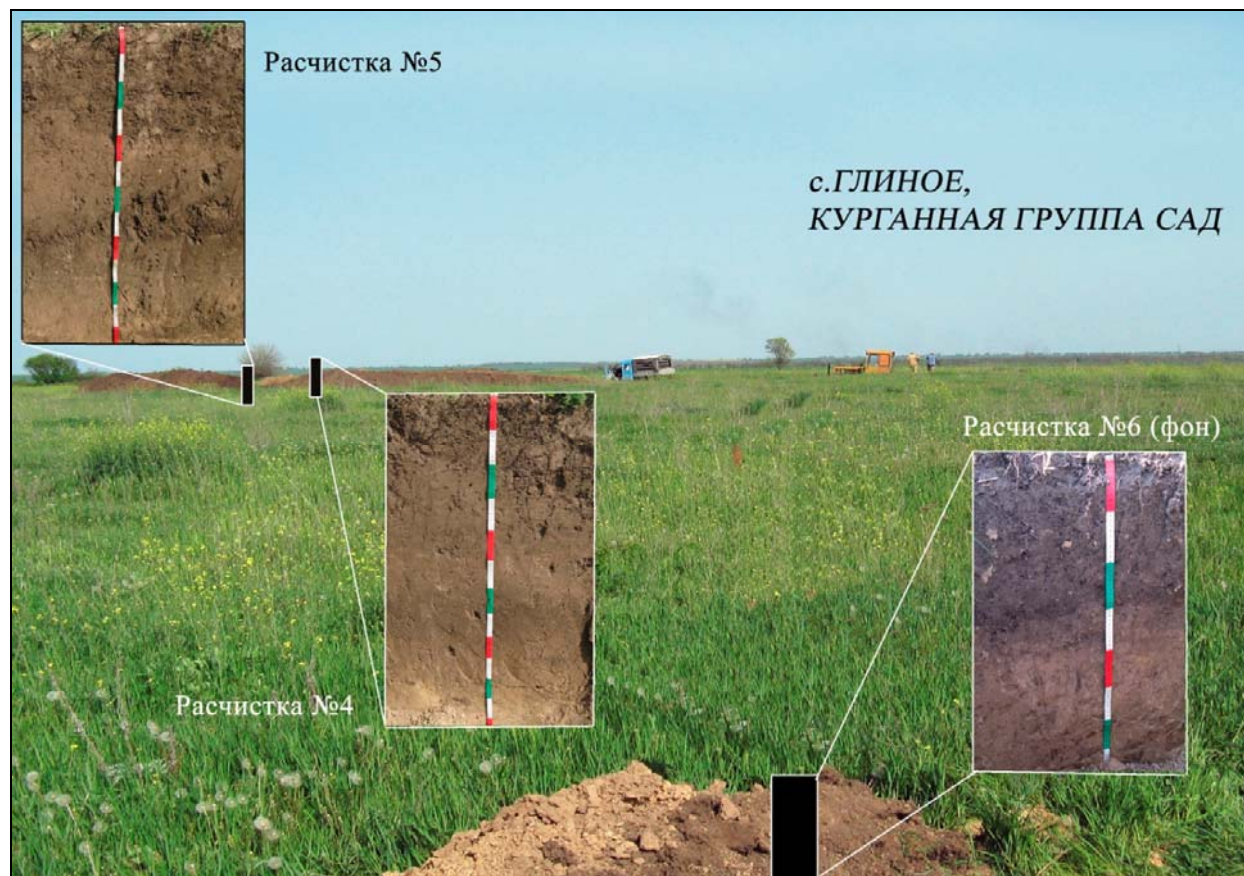 Расчистка №5
с.ГЛИНОЕ,
КУРГАННАЯ ГРУППА САД
Расчистка №6 (фон)
Расчистка №4